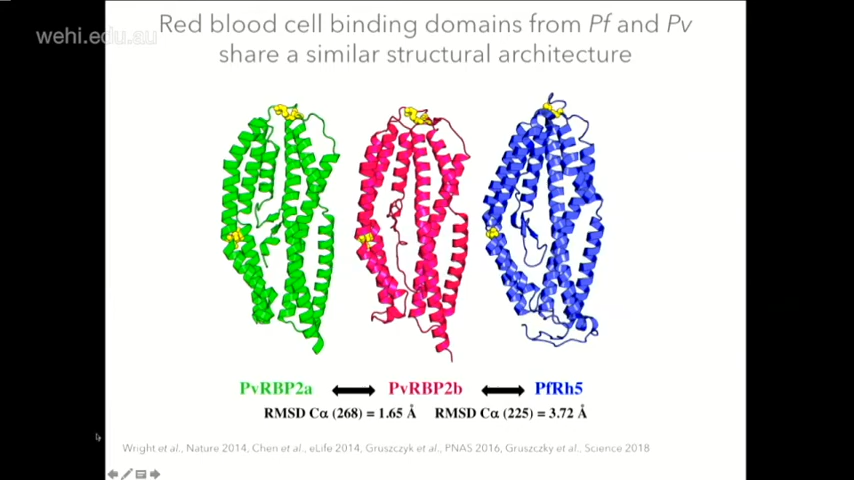 Red blood cell binding domains from Pf and Pv
wehi.edu.au
share a similar structural architecture
PvRBP2a PvRBP2b PfRh5
RMSD Cα (268) = 1.65 Å RMSD Cα (225) = 3.72 Å
Wright et al., Nature 2014, Chen et al., eLife 2014, Gruszczyk et al., PNAS 2016, Gruszczky et al., Science 2018